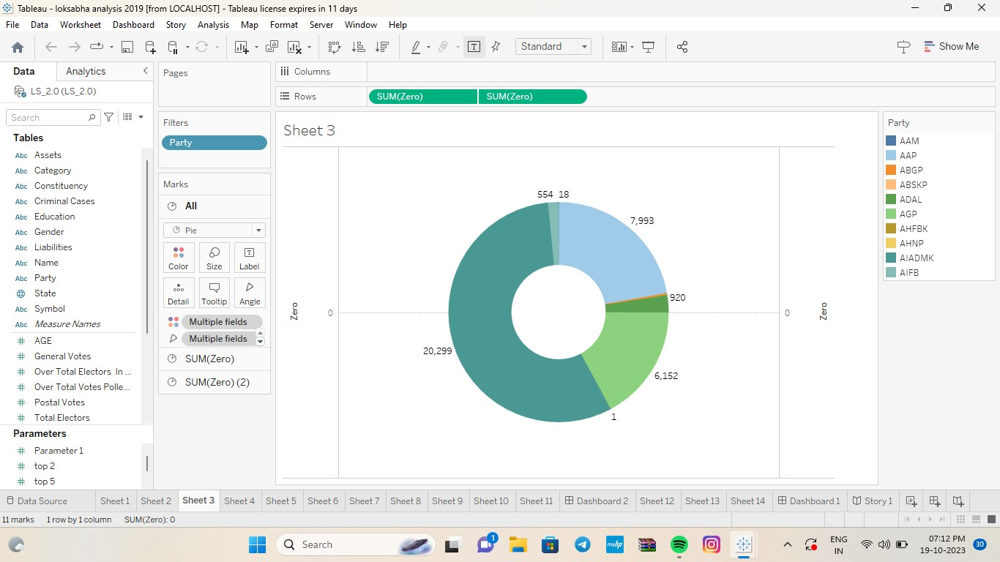 Tableau - loksabha analysis 2019 [from LOCALHOST] - Tableau license expires in 11 days
File Data Worksheet Dashboard Story Analysis Map Format Server Window Help
Standard
Show Me
Data Analytics
LS_2.0 (LS_2.0)
Search
Tables
Abc Assets
Abc Category
Abc Constituency
Abc Criminal Cases
Abc Education
Abc Gender
Abc Liabilities
Abc Name
Abc Party
State
Abc Symbol
Abc Measure Names
# AGE
# General Votes
# Over Total Electors In ...
# Over Total Votes Polle...
# Postal Votes
# Total Electors
Parameters
# Parameter 1
# top 2
# top 5
Pages
Filters
Party
Marks
All
Pie
Color Size Label
Detail Tooltip Angle
Multiple fields
Multiple fields
SUM(Zero)
SUM(Zero) (2)
Columns
Rows SUM(Zero) SUM(Zero)
Sheet 3
Zero
0
554 18
7,993
920
6,152
1
20,299
0
Zero
Party
AAM
AAP
ABGP
ABSKP
ADAL
AGP
AHFBK
AHNP
AIADMK
AIFB
Data Source Sheet 1 Sheet 2 Sheet 3 Sheet 4 Sheet 5 Sheet 6 Sheet 7 Sheet 8 Sheet 9 Sheet 10 Sheet 11 Dashboard 2 Sheet 12 Sheet 13 Sheet 14 Dashboard 1 Story 1
11 marks 1 row by 1 column SUM(Zero): 0
Search
1
myhp
ENG
IN
07:12 PM
19-10-2023
30